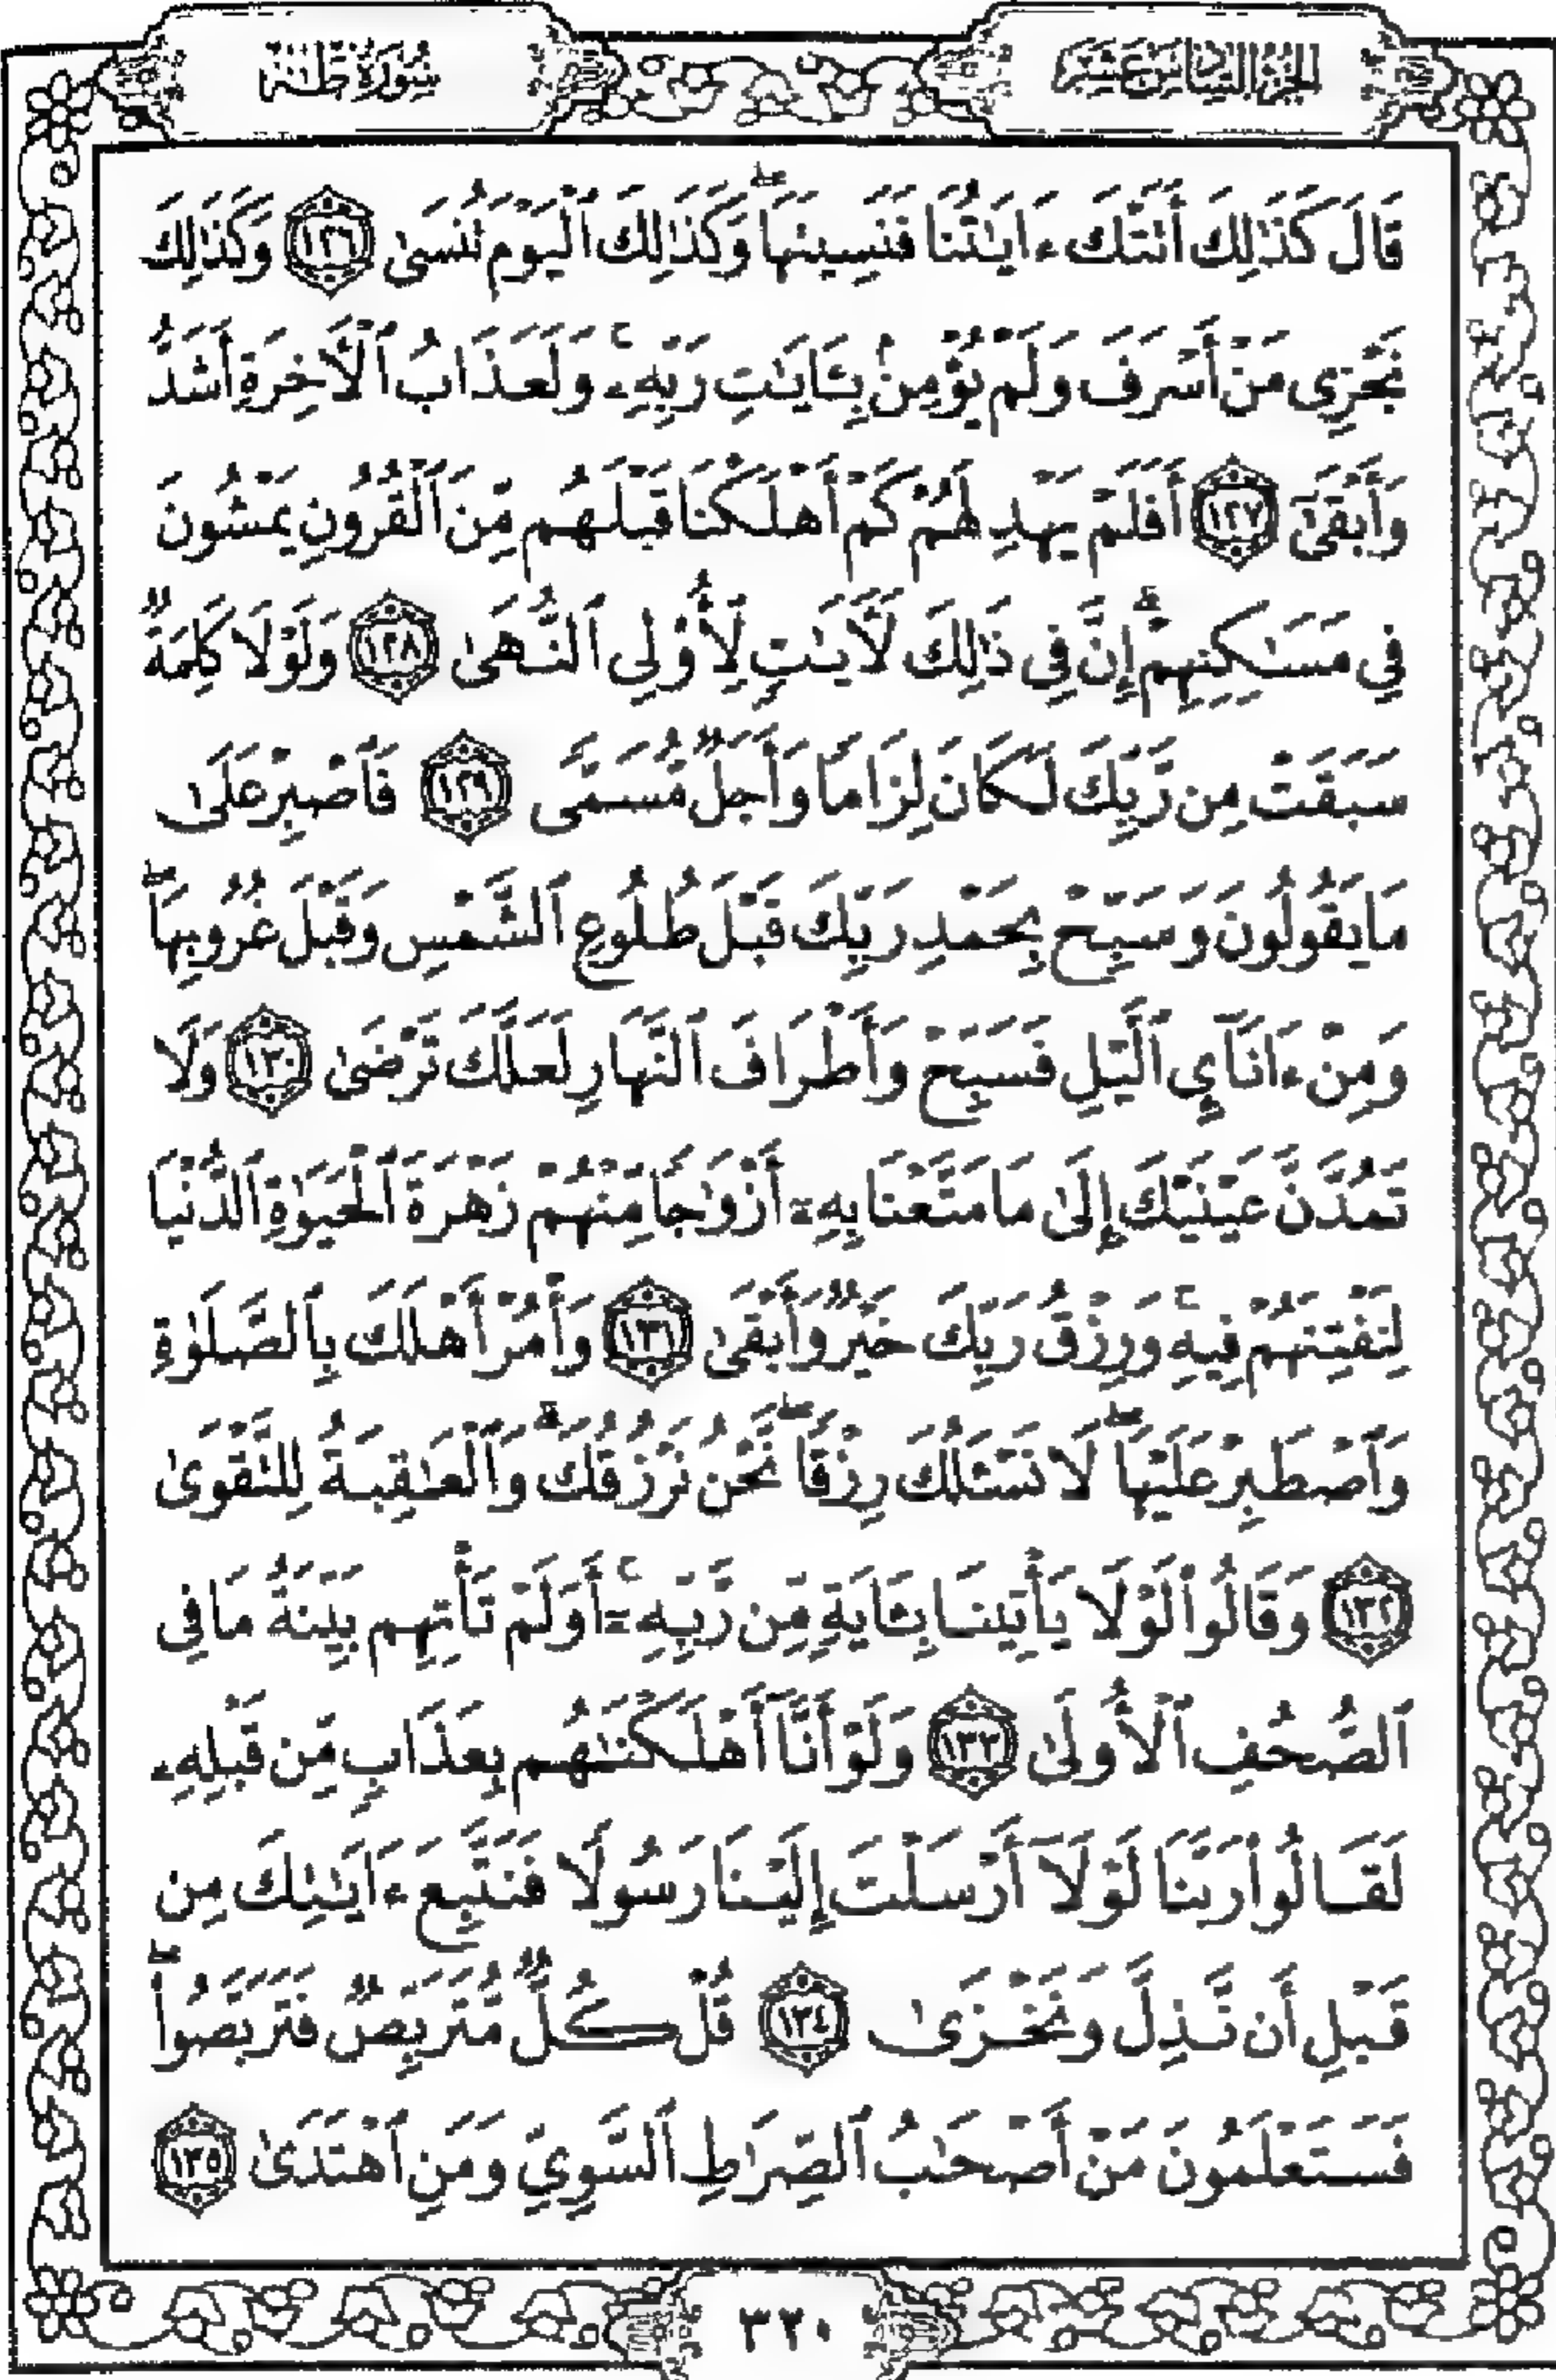 الجزء السادس عشر
سورة طه
قَالَ كَذَٰلِكَ أَتَتْكَ ءَايَـٰتُنَا فَنَسِيتَهَا ۖ وَكَذَٰلِكَ ٱلْيَوْمَ تُنسَىٰ ١٢٦ وَكَذَٰلِكَ
نَجْزِى مَنْ أَسْرَفَ وَلَمْ يُؤْمِنۢ بِـَٔايَـٰتِ رَبِّهِۦ ۚ وَلَعَذَابُ ٱلْـَٔاخِرَةِ أَشَدُّ
وَأَبْقَىٰٓ ١٢٧ أَفَلَمْ يَهْدِ لَهُمْ كَمْ أَهْلَكْنَا قَبْلَهُم مِّنَ ٱلْقُرُونِ يَمْشُونَ
فِى مَسَـٰكِنِهِمْ ۗ إِنَّ فِى ذَٰلِكَ لَـَٔايَـٰتٍ لِّأُو۟لِى ٱلنُّهَىٰ ١٢٨ وَلَوْلَا كَلِمَةٌ
سَبَقَتْ مِن رَّبِّكَ لَكَانَ لِزَامًا وَأَجَلٌ مُّسَمًّى ١٢٩ فَٱصْبِرْ عَلَىٰ
مَا يَقُولُونَ وَسَبِّحْ بِحَمْدِ رَبِّكَ قَبْلَ طُلُوعِ ٱلشَّمْسِ وَقَبْلَ غُرُوبِهَا ۖ
وَمِنْ ءَانَآئِ ٱلَّيْلِ فَسَبِّحْ وَأَطْرَافَ ٱلنَّهَارِ لَعَلَّكَ تَرْضَىٰ ١٣٠ وَلَا
تَمُدَّنَّ عَيْنَيْكَ إِلَىٰ مَا مَتَّعْنَا بِهِۦٓ أَزْوَٰجًا مِّنْهُمْ زَهْرَةَ ٱلْحَيَوٰةِ ٱلدُّنْيَا
لِنَفْتِنَهُمْ فِيهِ ۚ وَرِزْقُ رَبِّكَ خَيْرٌ وَأَبْقَىٰ ١٣١ وَأْمُرْ أَهْلَكَ بِٱلصَّلَوٰةِ
وَٱصْطَبِرْ عَلَيْهَا ۖ لَا نَسْـَٔلُكَ رِزْقًا ۖ نَّحْنُ نَرْزُقُكَ ۗ وَٱلْعَـٰقِبَةُ لِلتَّقْوَىٰ
١٣٢ وَقَالُوا۟ لَوْلَا يَأْتِينَا بِـَٔايَةٍ مِّن رَّبِّهِۦٓ ۚ أَوَلَمْ تَأْتِهِم بَيِّنَةُ مَا فِى
ٱلصُّحُفِ ٱلْأُولَىٰ ١٣٣ وَلَوْ أَنَّآ أَهْلَكْنَـٰهُم بِعَذَابٍ مِّن قَبْلِهِۦ
لَقَالُوا۟ رَبَّنَا لَوْلَآ أَرْسَلْتَ إِلَيْنَا رَسُولًا فَنَتَّبِعَ ءَايَـٰتِكَ مِن
قَبْلِ أَن نَّذِلَّ وَنَخْزَىٰ ١٣٤ قُلْ كُلٌّ مُّتَرَبِّصٌ فَتَرَبَّصُوا۟ ۖ
فَسَتَعْلَمُونَ مَنْ أَصْحَـٰبُ ٱلصِّرَٰطِ ٱلسَّوِىِّ وَمَنِ ٱهْتَدَىٰ ١٣٥
٣٢٠